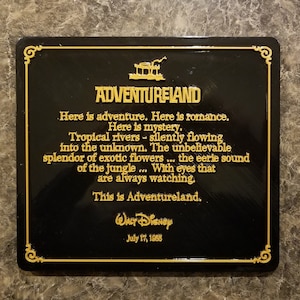 ADVENTURELAND
Here is adventure. Here is romance.
Here is mystery.
Tropical rivers - silently flowing
into the unknown. The unbelievable
splendor of exotic flowers ... the eerie sound
of the jungle ... With eyes that
are always watching.
This is Adventureland.
Walt Disney
July 17, 1955